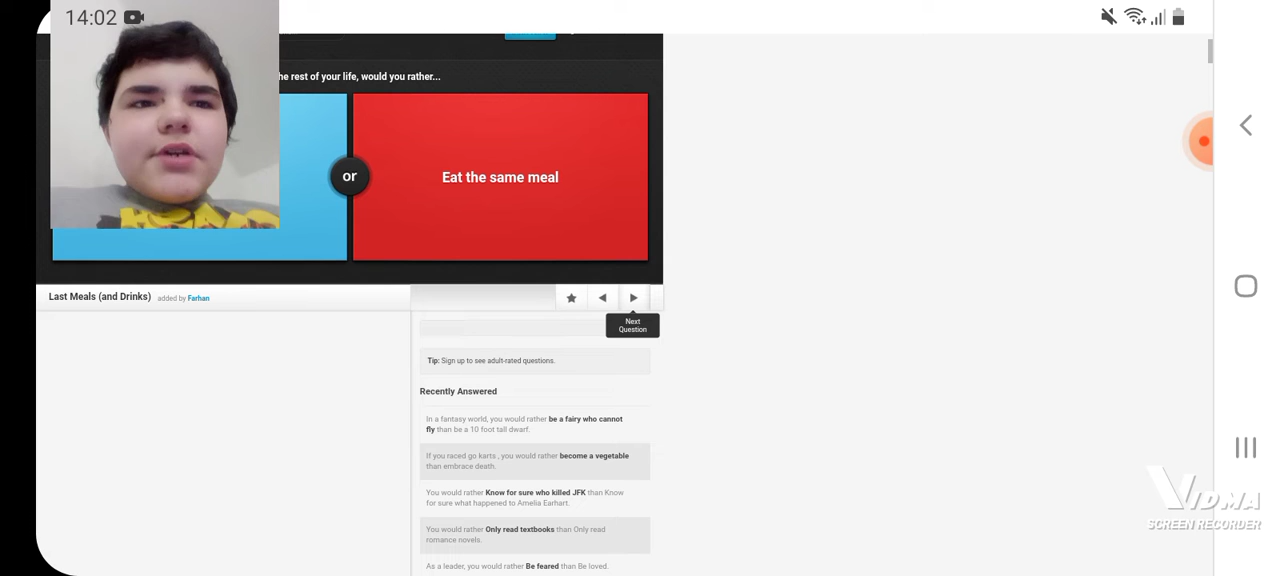 14:02
he rest of your life, would you rather...
or
Eat the same meal
Last Meals (and Drinks) added by Farhan
Next
Question
Tip: Sign up to see adult-rated questions.
Recently Answered
In a fantasy world, you would rather be a fairy who cannot
fly than be a 10 foot tall dwarf.
If you raced go karts , you would rather become a vegetable
than embrace death.
You would rather Know for sure who killed JFK than Know
for sure what happened to Amelia Earhart.
You would rather Only read textbooks than Only read
romance novels.
As a leader, you would rather Be feared than Be loved.
VIDMA
SCREEN RECORDER